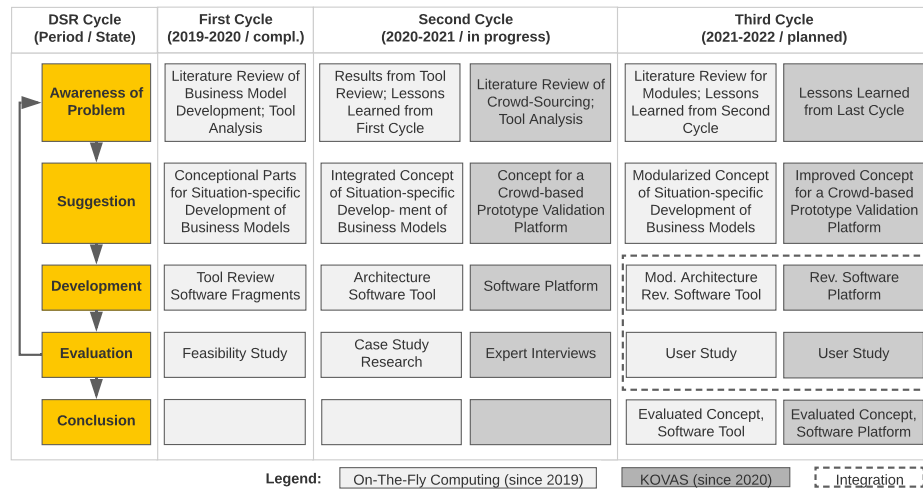 DSR Cycle
(Period / State)
First Cycle
(2019-2020 / compl.)
Second Cycle
(2020-2021 / in progress)
Third Cycle
(2021-2022 / planned)
Awareness of
Problem
Literature Review of
Business Model
Development; Tool
Analysis
Results from Tool
Review; Lessons
Learned from
First Cycle
Literature Review of
Crowd-Sourcing;
Tool Analysis
Literature Review for
Modules; Lessons
Learned from Second
Cycle
Lessons Learned
from Last Cycle
Suggestion
Conceptional Parts
for Situation-specific
Development of
Business Models
Integrated Concept
of Situation-specific
Develop- ment of
Business Models
Concept for a
Crowd-based
Prototype Validation
Platform
Modularized Concept
of Situation-specific
Development of
Business Models
Improved Concept
for a Crowd-based
Prototype Validation
Platform
Development
Tool Review
Software Fragments
Architecture
Software Tool
Software Platform
Mod. Architecture
Rev. Software Tool
Rev. Software
Platform
Evaluation
Feasibility Study
Case Study
Research
Expert Interviews
User Study
User Study
Conclusion
Evaluated Concept,
Software Tool
Evaluated Concept,
Software Platform
Legend:
On-The-Fly Computing (since 2019)
KOVAS (since 2020)
Integration